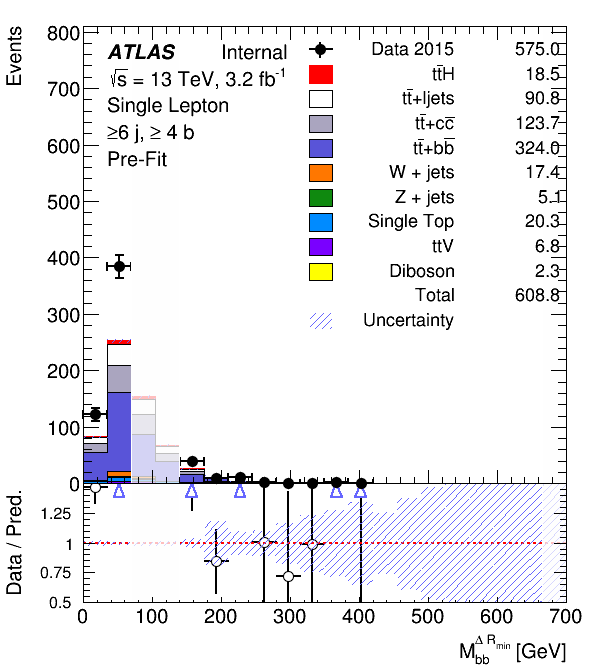 Events
800
700
600
500
400
300
200
100
0
ATLAS Internal
√s = 13 TeV, 3.2 fb⁻¹
Single Lepton
≥6 j, ≥ 4 b
Pre-Fit
Data 2015 575.0
tt̄H 18.5
tt̄+ljets 90.8
tt̄+cc̄ 123.7
tt̄+bb̄ 324.0
W + jets 17.4
Z + jets 5.1
Single Top 20.3
ttV 6.8
Diboson 2.3
Total 608.8
Uncertainty
Data / Pred.
1.25
1
0.75
0.5
0 100 200 300 400 500 600 700
M_bb^Δ R_min [GeV]